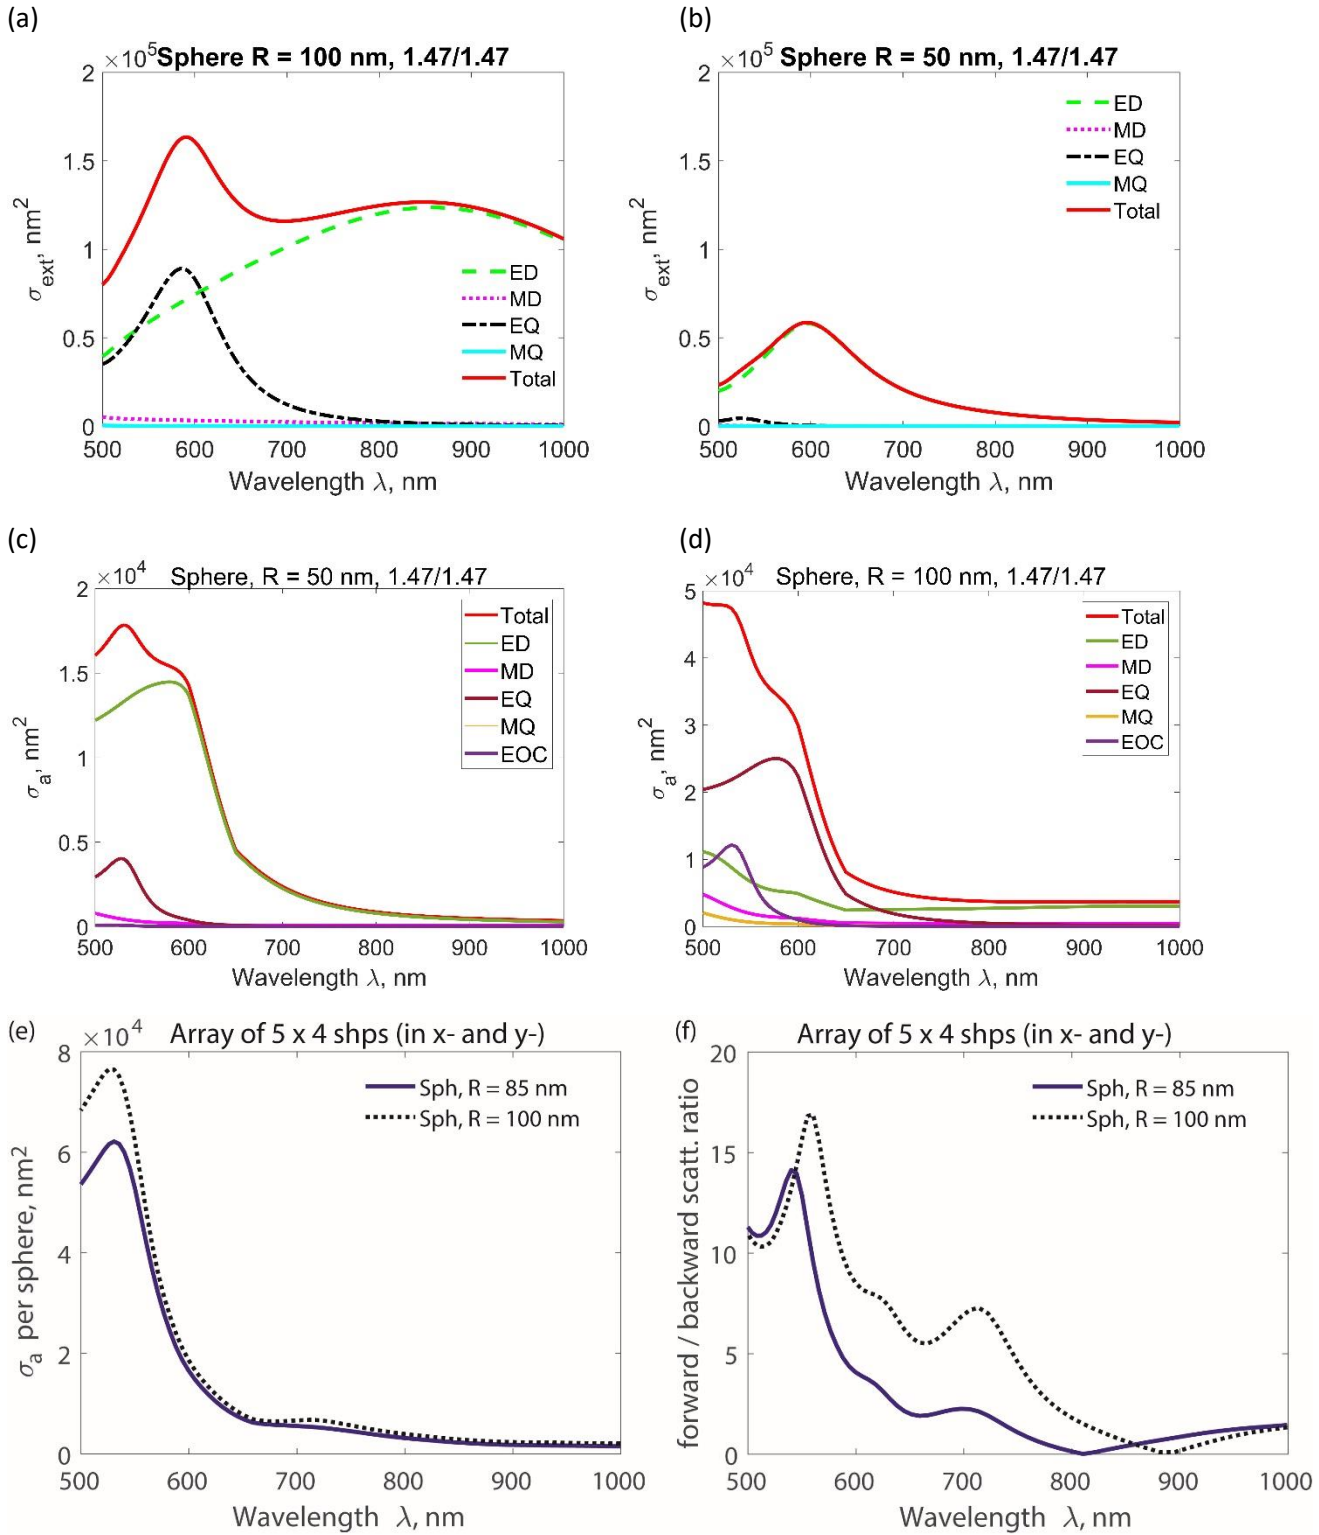 (a)
×10⁵ Sphere R = 100 nm, 1.47/1.47
2
1.5
1
0.5
0
σext, nm²
ED
MD
EQ
MQ
Total
500 600 700 800 900 1000
Wavelength λ, nm
(b)
×10⁵ Sphere R = 50 nm, 1.47/1.47
2
1.5
1
0.5
0
σext, nm²
ED
MD
EQ
MQ
Total
500 600 700 800 900 1000
Wavelength λ, nm
(c)
×10⁴ Sphere, R = 50 nm, 1.47/1.47
2
1.5
1
0.5
0
σa, nm²
Total
ED
MD
EQ
MQ
EOC
500 600 700 800 900 1000
Wavelength λ, nm
(d)
×10⁴ Sphere, R = 100 nm, 1.47/1.47
5
4
3
2
1
0
σa, nm²
Total
ED
MD
EQ
MQ
EOC
500 600 700 800 900 1000
Wavelength λ, nm
(e)
×10⁴ Array of 5 x 4 shps (in x- and y-)
8
6
4
2
0
σa per sphere, nm²
Sph, R = 85 nm
Sph, R = 100 nm
500 600 700 800 900 1000
Wavelength λ, nm
(f)
Array of 5 x 4 shps (in x- and y-)
20
15
10
5
0
forward / backward scatt. ratio
Sph, R = 85 nm
Sph, R = 100 nm
500 600 700 800 900 1000
Wavelength λ, nm